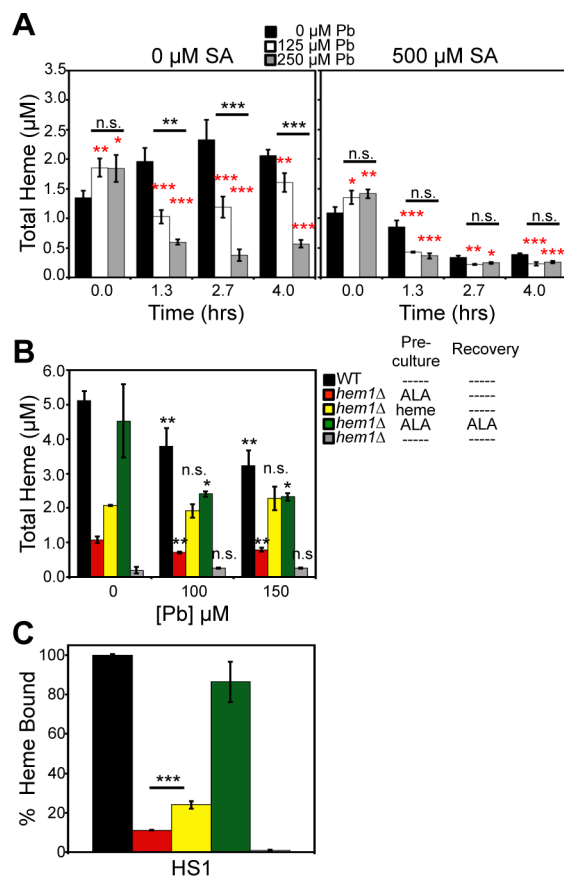 A
0 µM Pb
125 µM Pb
250 µM Pb
0 µM SA
500 µM SA
Total Heme (µM)
3.5
3.0
2.5
2.0
1.5
1.0
0.5
0.0
n.s.
** *
**
*** ***
***
*** ***
***
** ***
n.s.
* **
n.s.
*** ***
n.s.
** *
n.s.
*** ***
0.0 1.3 2.7 4.0
0.0 1.3 2.7 4.0
Time (hrs)
Time (hrs)
B
Total Heme (µM)
6.0
5.0
4.0
3.0
2.0
1.0
0.0
**
n.s.
*
**
n.s.
**
n.s.
*
**
n.s
0 100 150
[Pb] µM
Pre-
culture
Recovery
WT ----- -----
hem1Δ ALA -----
hem1Δ heme -----
hem1Δ ALA ALA
hem1Δ ----- -----
C
% Heme Bound
100
80
60
40
20
0
***
HS1